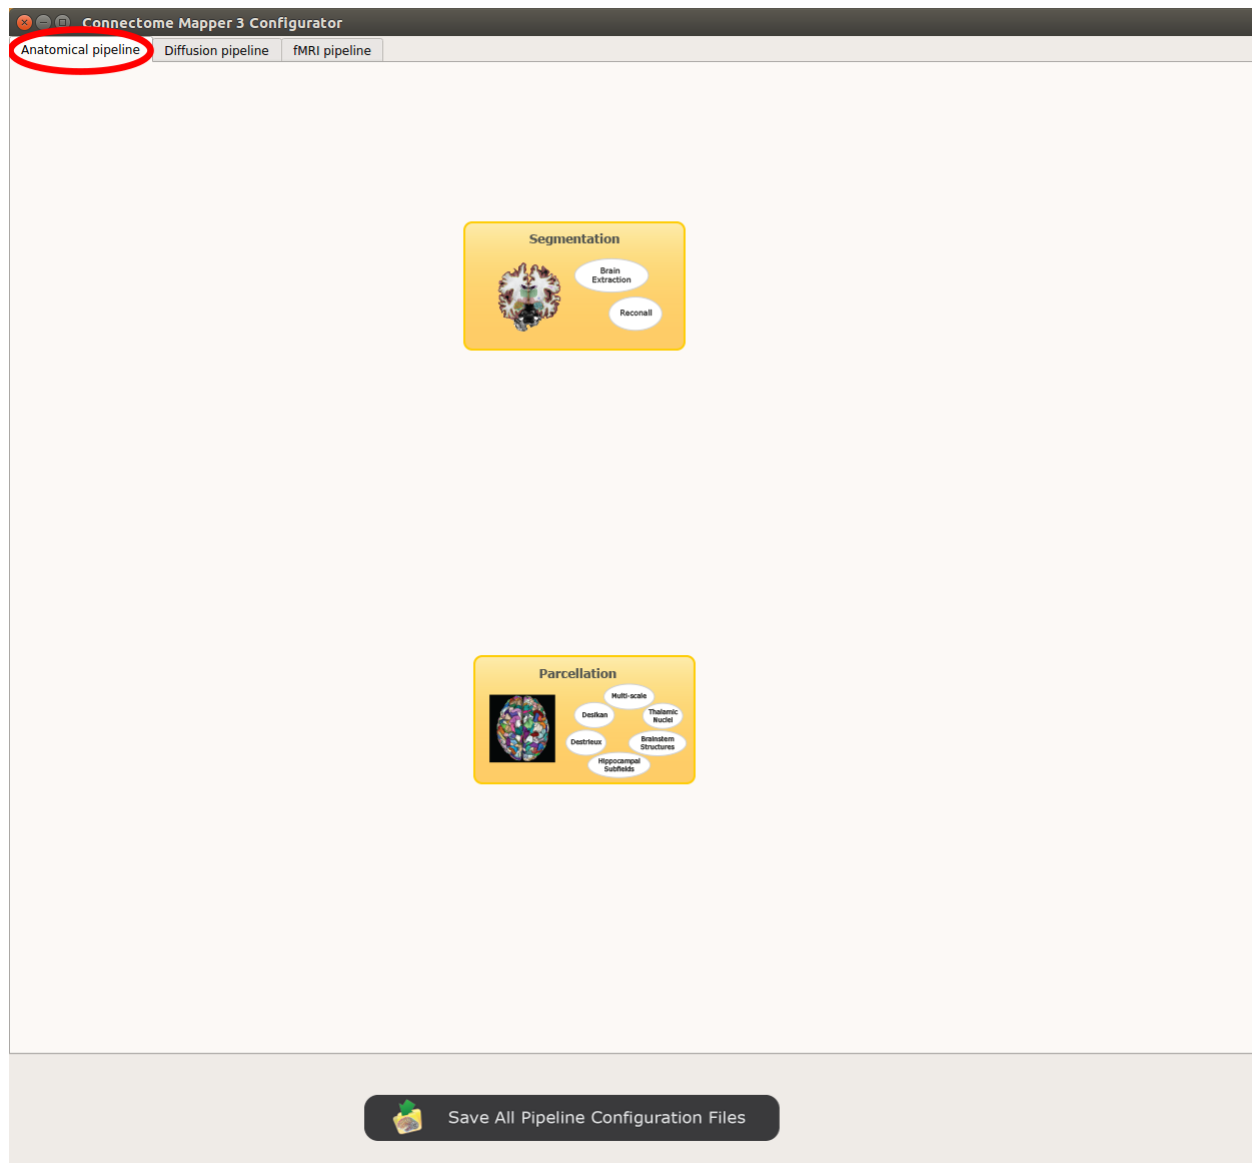 Connectome Mapper 3 Configurator
Anatomical pipeline Diffusion pipeline fMRI pipeline
Segmentation
Brain
Extraction
Reconall
Parcellation
Multi-scale
Desikan
Thalamic
Nuclei
Destrieux
Brainstem
Structures
Hippocampal
Subfields
Save All Pipeline Configuration Files